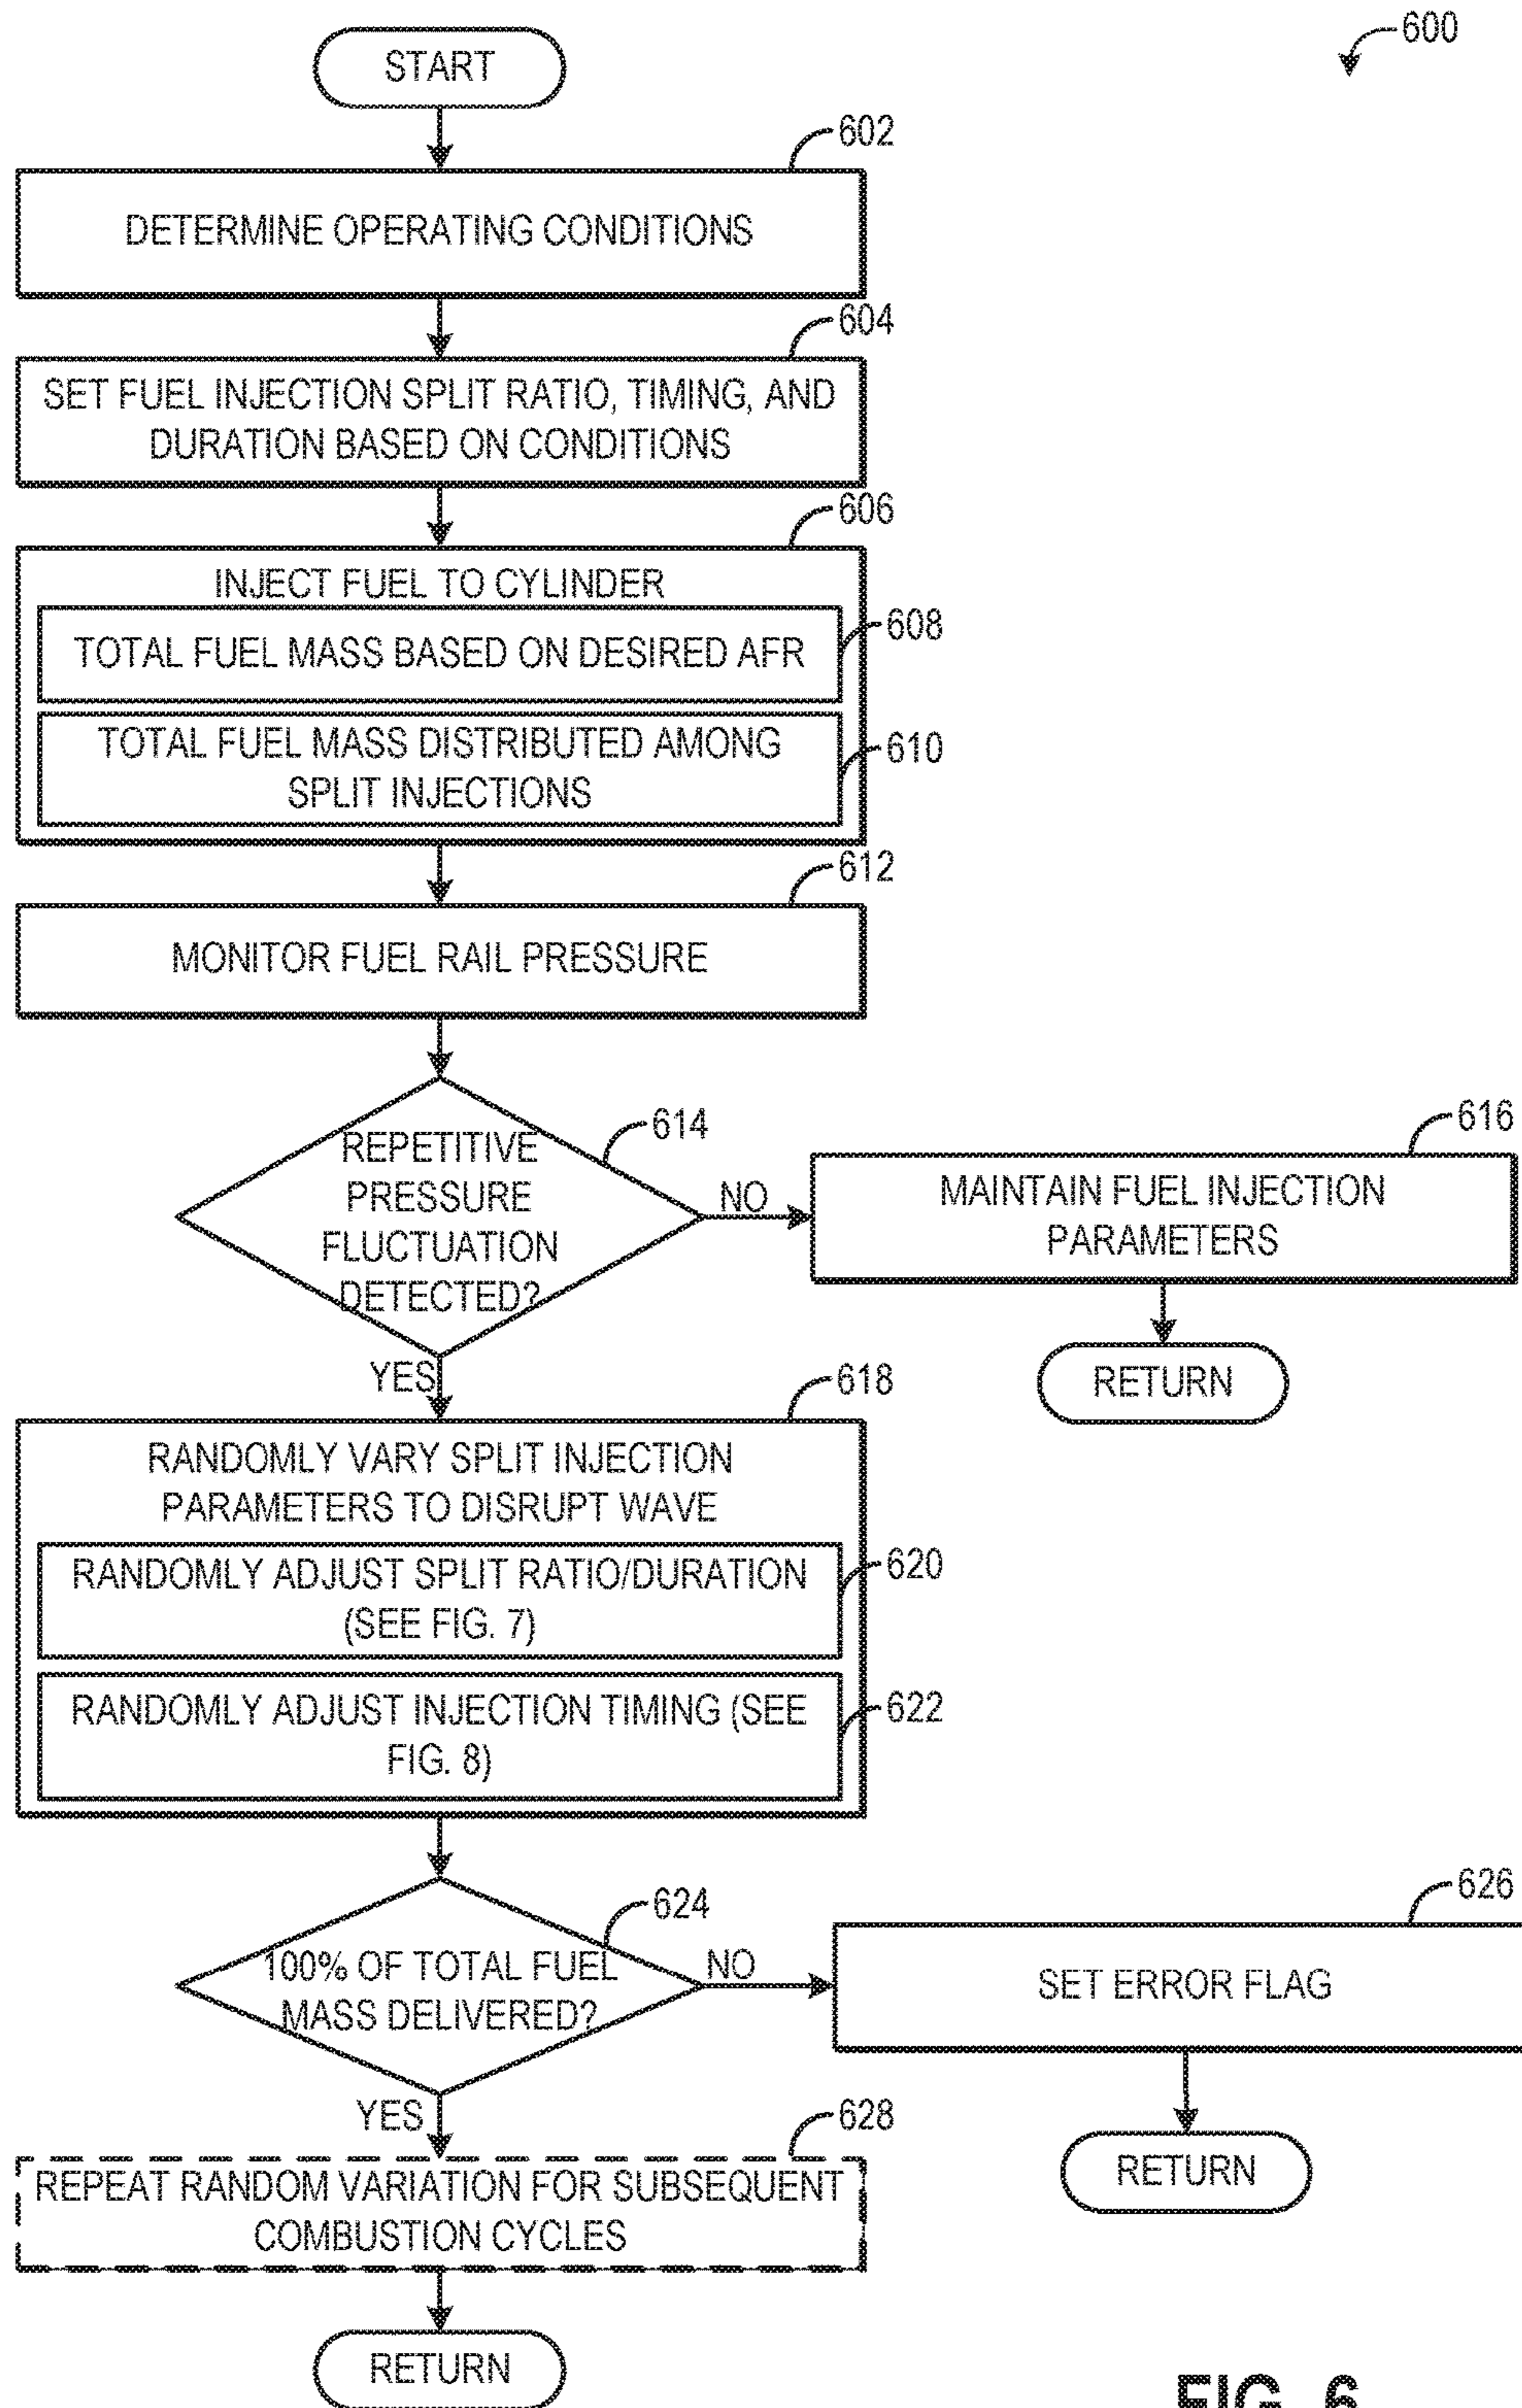 600
START
602
DETERMINE OPERATING CONDITIONS
604
SET FUEL INJECTION SPLIT RATIO, TIMING, AND
DURATION BASED ON CONDITIONS
606
INJECT FUEL TO CYLINDER
TOTAL FUEL MASS BASED ON DESIRED AFR
608
TOTAL FUEL MASS DISTRIBUTED AMONG
SPLIT INJECTIONS
610
612
MONITOR FUEL RAIL PRESSURE
614
REPETITIVE
PRESSURE
FLUCTUATION
DETECTED?
NO
616
MAINTAIN FUEL INJECTION
PARAMETERS
RETURN
YES
618
RANDOMLY VARY SPLIT INJECTION
PARAMETERS TO DISRUPT WAVE
RANDOMLY ADJUST SPLIT RATIO/DURATION
(SEE FIG. 7)
620
RANDOMLY ADJUST INJECTION TIMING (SEE
FIG. 8)
622
624
100% OF TOTAL FUEL
MASS DELIVERED?
NO
626
SET ERROR FLAG
RETURN
YES
628
REPEAT RANDOM VARIATION FOR SUBSEQUENT
COMBUSTION CYCLES
RETURN
FIG. 6